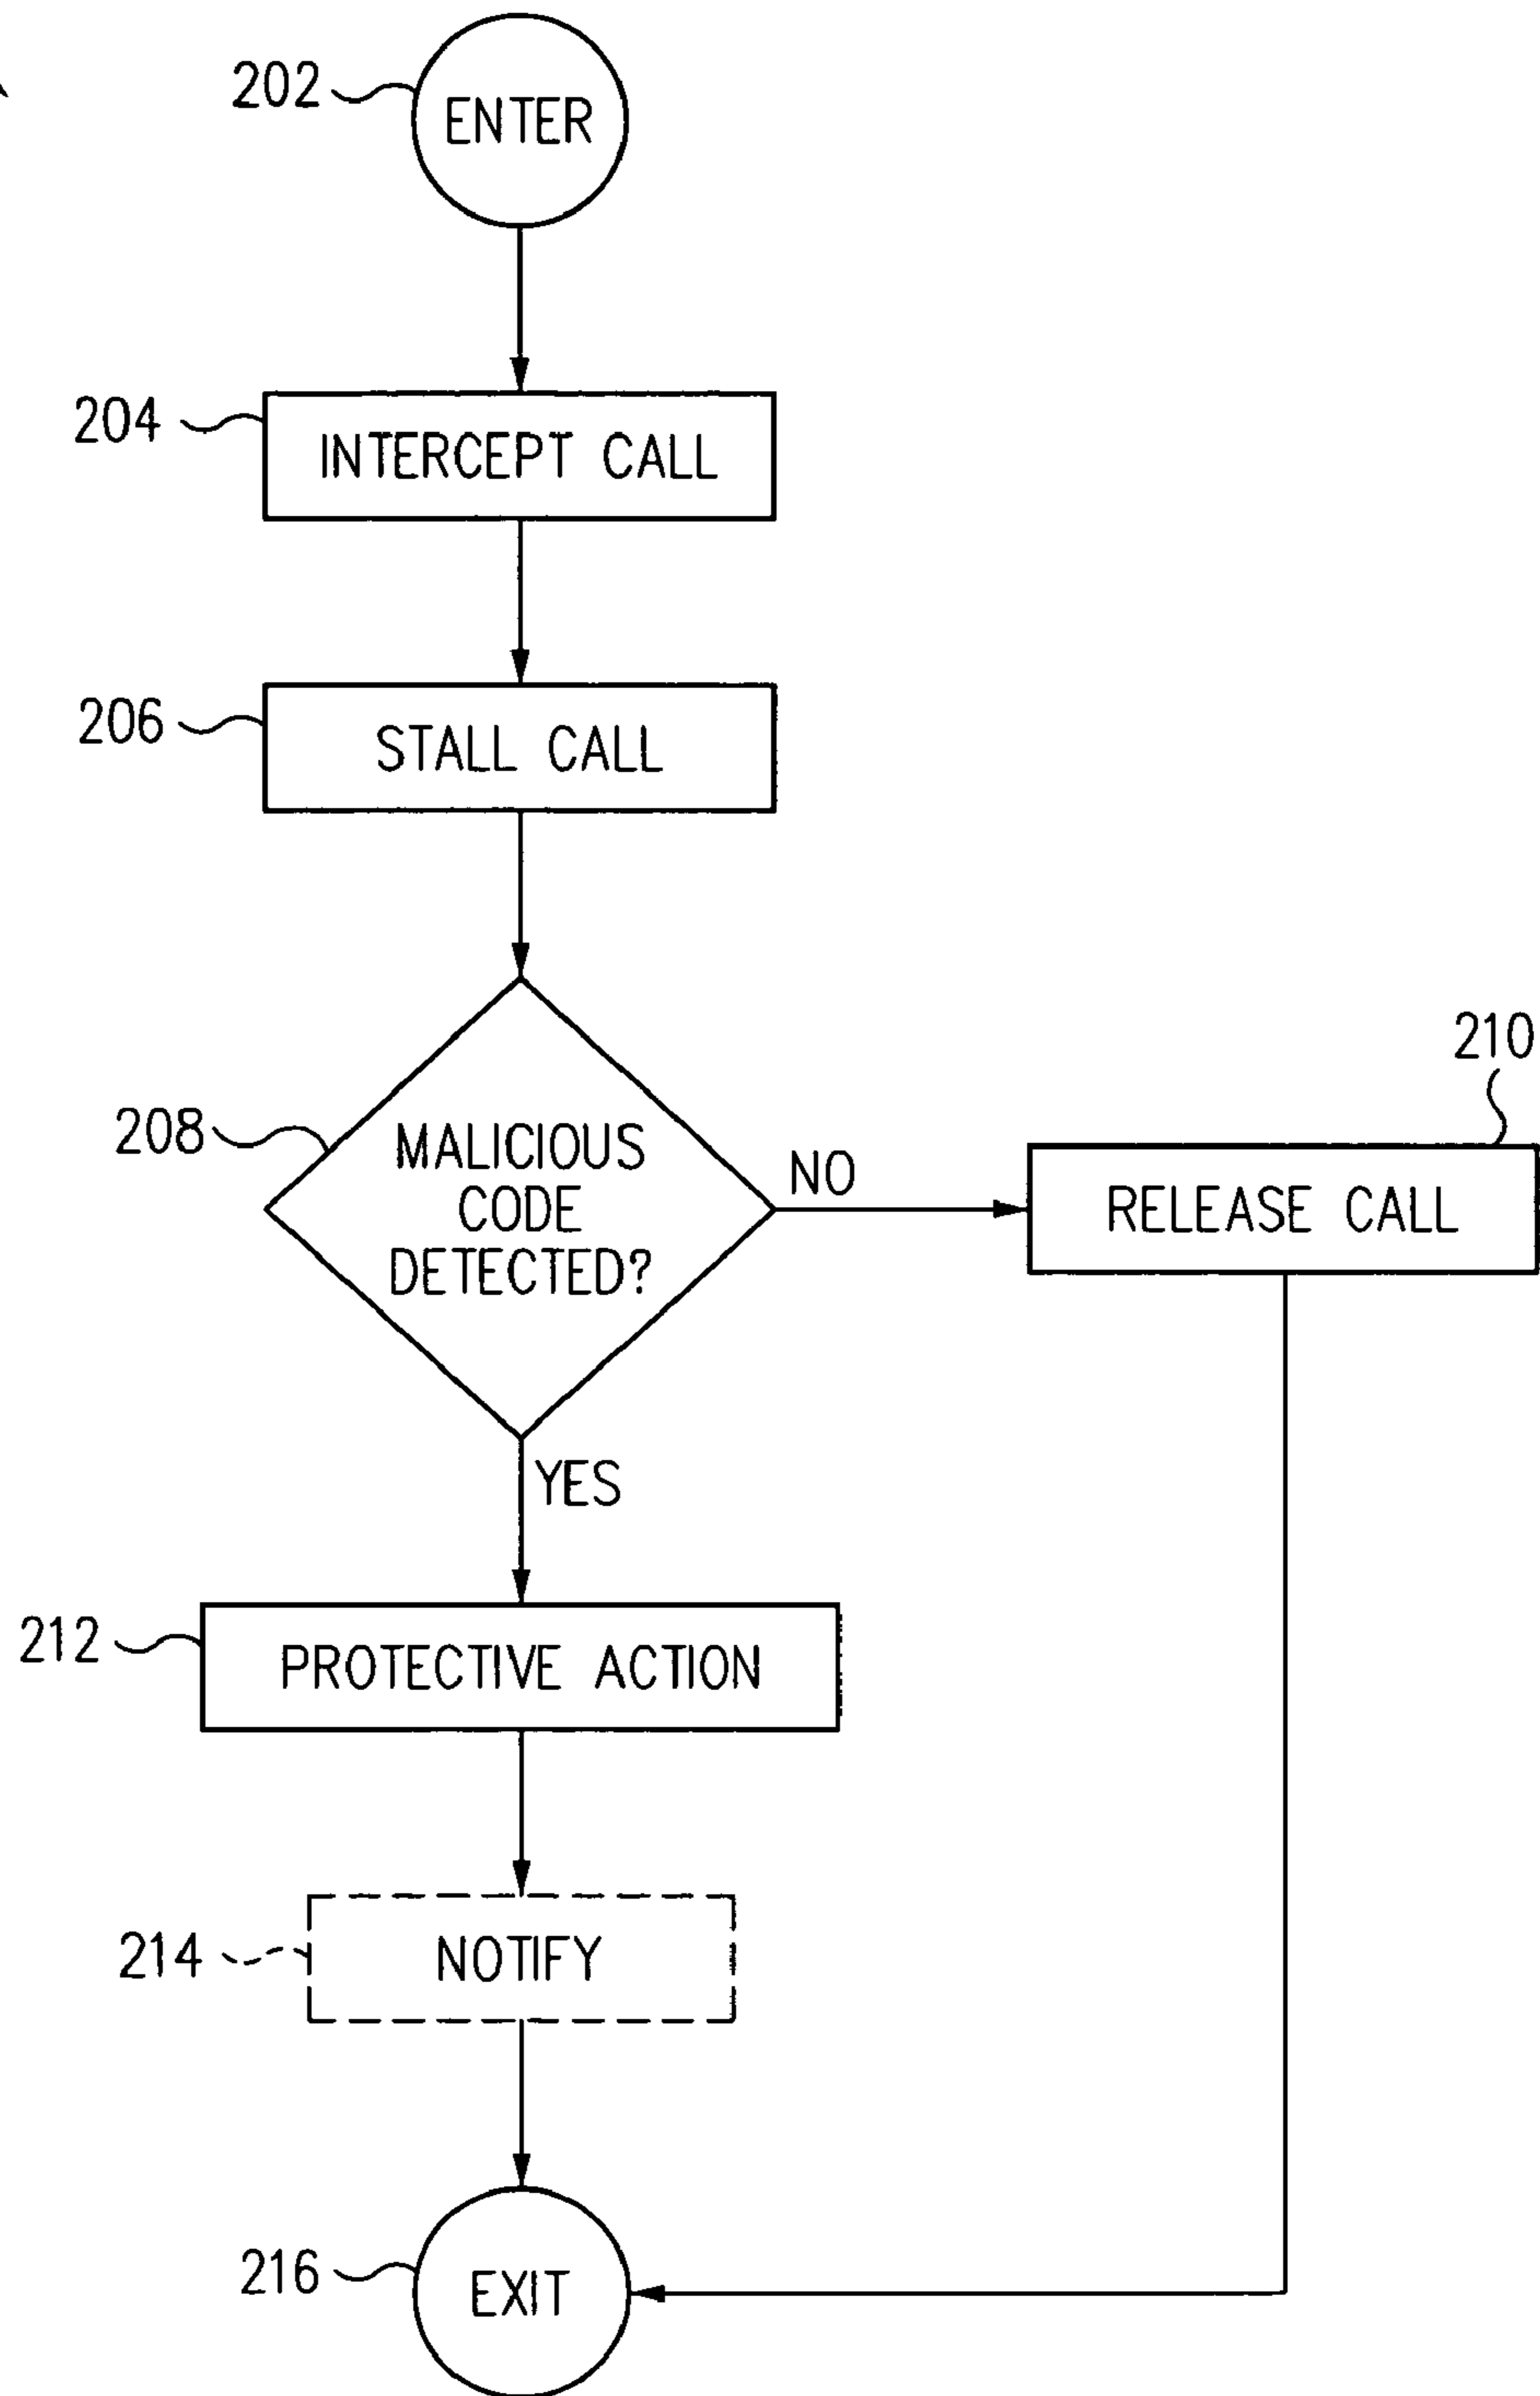 202
ENTER
204
INTERCEPT CALL
206
STALL CALL
208
MALICIOUS
CODE
DETECTED?
NO
210
RELEASE CALL
YES
212
PROTECTIVE ACTION
214
NOTIFY
216
EXIT